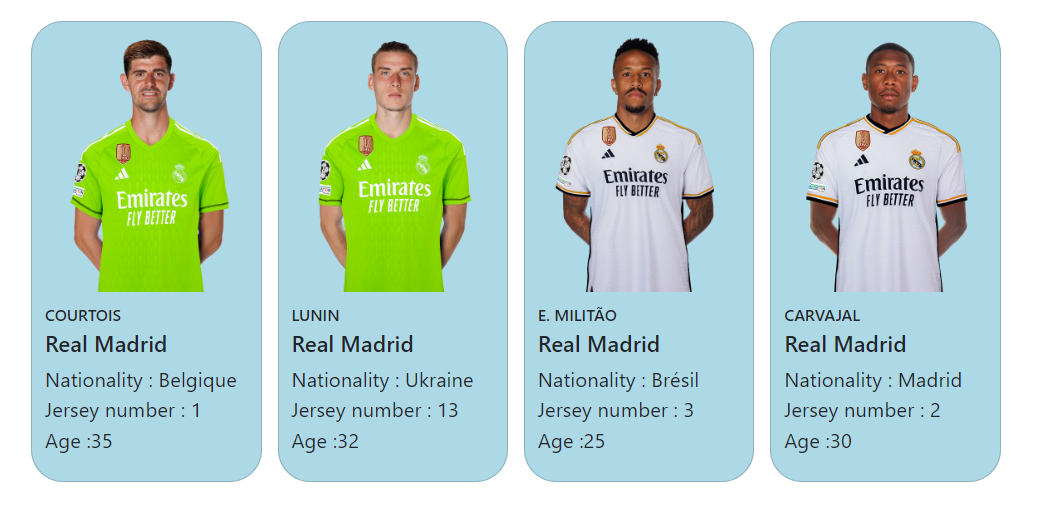 Emirates
FLY BETTER
Emirates
FLY BETTER
Emirates
FLY BETTER
Emirates
FLY BETTER
COURTOIS
Real Madrid
Nationality : Belgique
Jersey number : 1
Age :35
LUNIN
Real Madrid
Nationality : Ukraine
Jersey number : 13
Age :32
E. MILITÃO
Real Madrid
Nationality : Brésil
Jersey number : 3
Age :25
CARVAJAL
Real Madrid
Nationality : Madrid
Jersey number : 2
Age :30